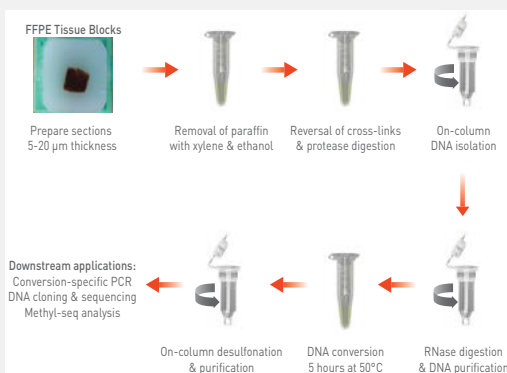 FFPE Tissue Blocks
Prepare sections
5-20 µm thickness
Removal of paraffin
with xylene & ethanol
Reversal of cross-links
& protease digestion
On-column
DNA isolation
RNase digestion
& DNA purification
DNA conversion
5 hours at 50°C
On-column desulfonation
& purification
Downstream applications:
Conversion-specific PCR
DNA cloning & sequencing
Methyl-seq analysis